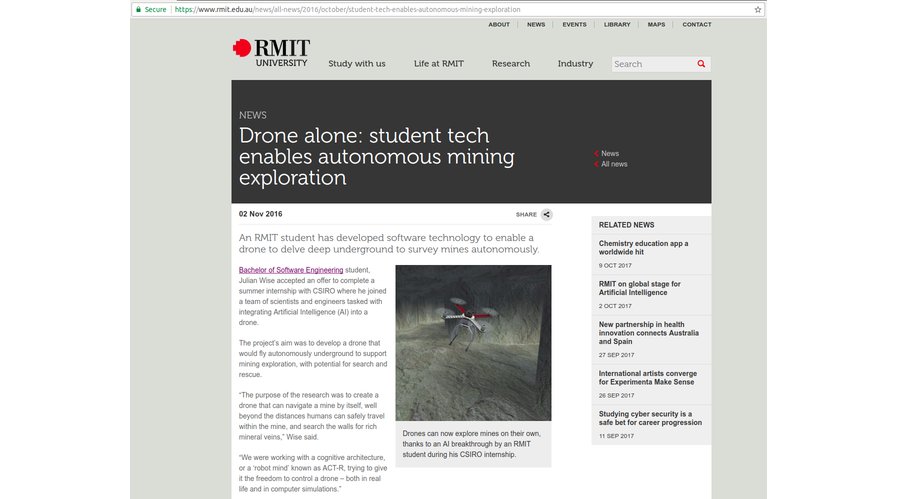 Secure
https://www.rmit.edu.au/news/all-news/2016/october/student-tech-enables-autonomous-mining-exploration
ABOUT NEWS EVENTS LIBRARY MAPS CONTACT
RMIT
UNIVERSITY
Study with us Life at RMIT Research Industry Search
NEWS
Drone alone: student tech
enables autonomous mining
exploration
News
All news
02 Nov 2016 SHARE
An RMIT student has developed software technology to enable a
drone to delve deep underground to survey mines autonomously.
Bachelor of Software Engineering student,
Julian Wise accepted an offer to complete a
summer internship with CSIRO where he joined
a team of scientists and engineers tasked with
integrating Artificial Intelligence (AI) into a
drone.
The project's aim was to develop a drone that
would fly autonomously underground to support
mining exploration, with potential for search and
rescue.
“The purpose of the research was to create a
drone that can navigate a mine by itself, well
beyond the distances humans can safely travel
within the mine, and search the walls for rich
mineral veins,” Wise said.
“We were working with a cognitive architecture,
or a ‘robot mind’ known as ACT-R, trying to give
it the freedom to control a drone – both in real
life and in computer simulations.”
Drones can now explore mines on their own,
thanks to an AI breakthrough by an RMIT
student during his CSIRO internship.
RELATED NEWS
Chemistry education app a
worldwide hit
9 OCT 2017
RMIT on global stage for
Artificial Intelligence
2 OCT 2017
New partnership in health
innovation connects Australia
and Spain
27 SEP 2017
International artists converge
for Experimenta Make Sense
26 SEP 2017
Studying cyber security is a
safe bet for career progression
11 SEP 2017